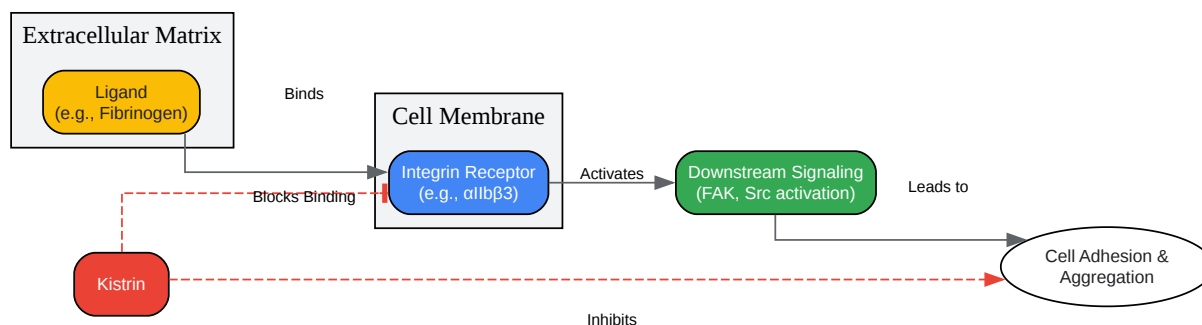 Extracellular Matrix
Ligand
(e.g., Fibrinogen)
Binds
Cell Membrane
Integrin Receptor
(e.g., αIIbβ3)
Activates
Downstream Signaling
(FAK, Src activation)
Leads to
Blocks Binding
Kistrin
Cell Adhesion &
Aggregation
Inhibits